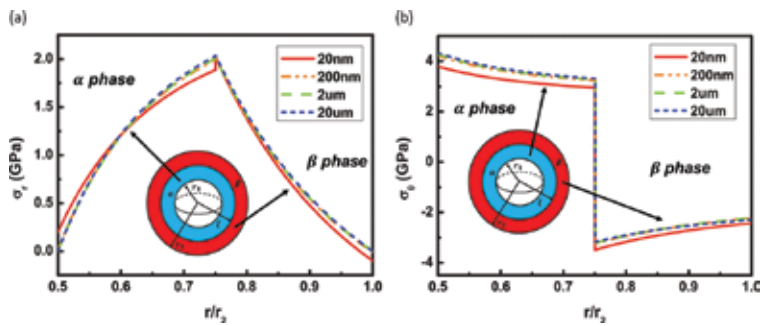 (a)
2.0
1.5
1.0
0.5
0.0
σr (GPa)
α phase
β phase
20nm
200nm
2um
20um
0.5 0.6 0.7 0.8 0.9 1.0
r/r2
(b)
4
2
0
-2
-4
σθ (GPa)
α phase
β phase
20nm
200nm
2um
20um
0.5 0.6 0.7 0.8 0.9 1.0
r/r2